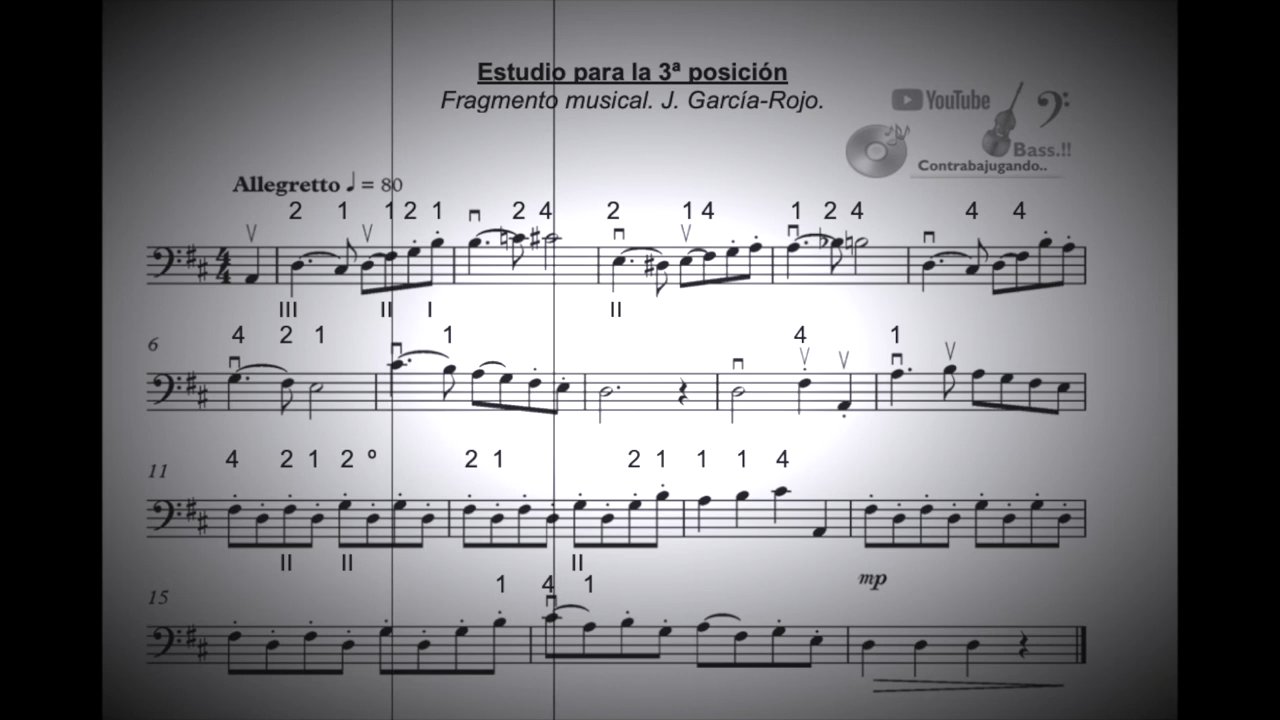 Estudio para la 3ª posición
Fragmento musical. J. García-Rojo.
YouTube
Bass.!!
Contrabajugando..
Allegretto ♩ = 80
2 1 1 2 1 2 4 2 1 4 1 2 4 4 4
4 4
III II I II
4 2 1 1 4 1
6
4 2 1 2 º 2 1 2 1 1 1 4
11
II II II
mp
1 4 1
15